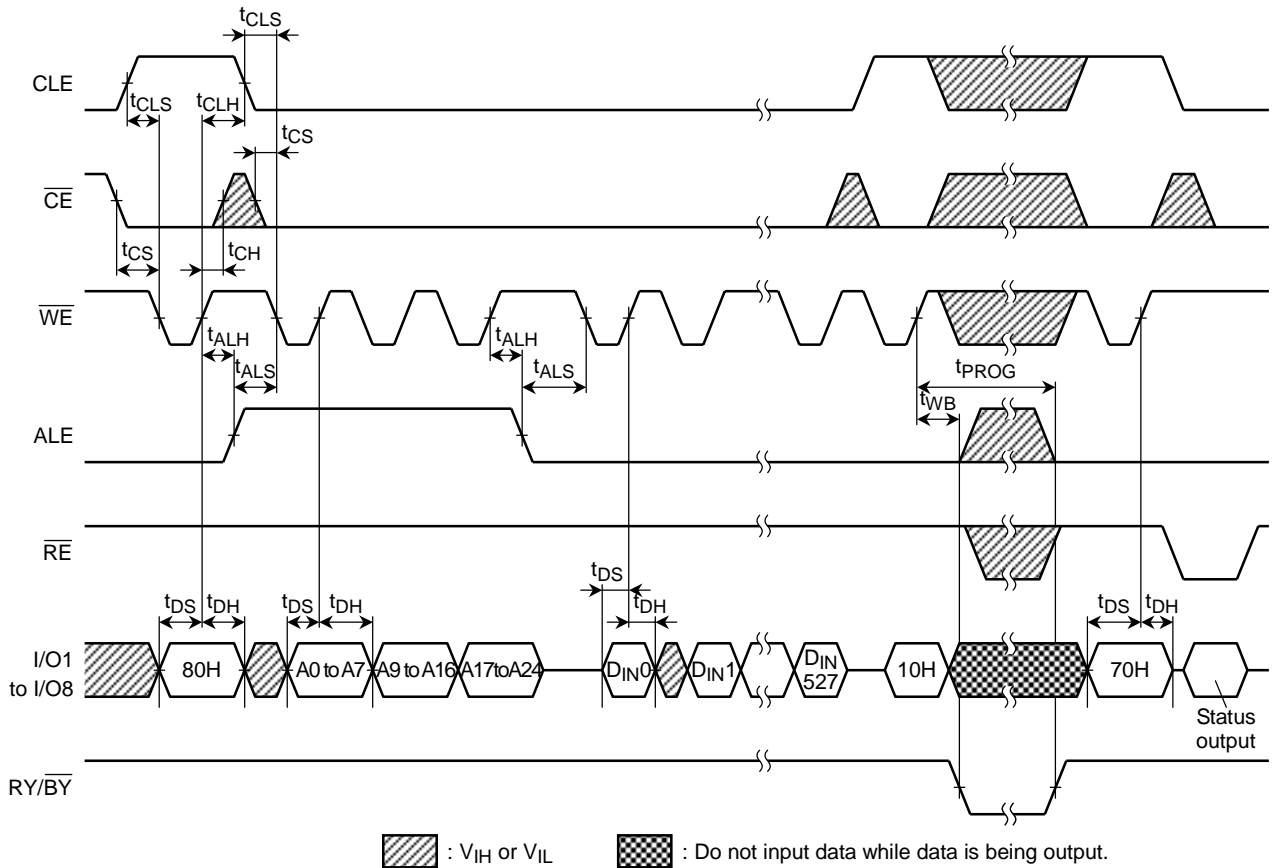 tCLS
CLE
tCLS tCLH
tCS
CE
tCS tCH
WE
tALH tALH
tALS tALS tPROG
tWB
ALE
RE
tDS
tDS tDH tDS tDH tDH tDS tDH
I/O1
to I/O8
80H A0 to A7 A9 to A16 A17 to A24 DIN0 DIN1 DIN
527 10H 70H
Status
output
RY/BY
: VIH or VIL : Do not input data while data is being output.